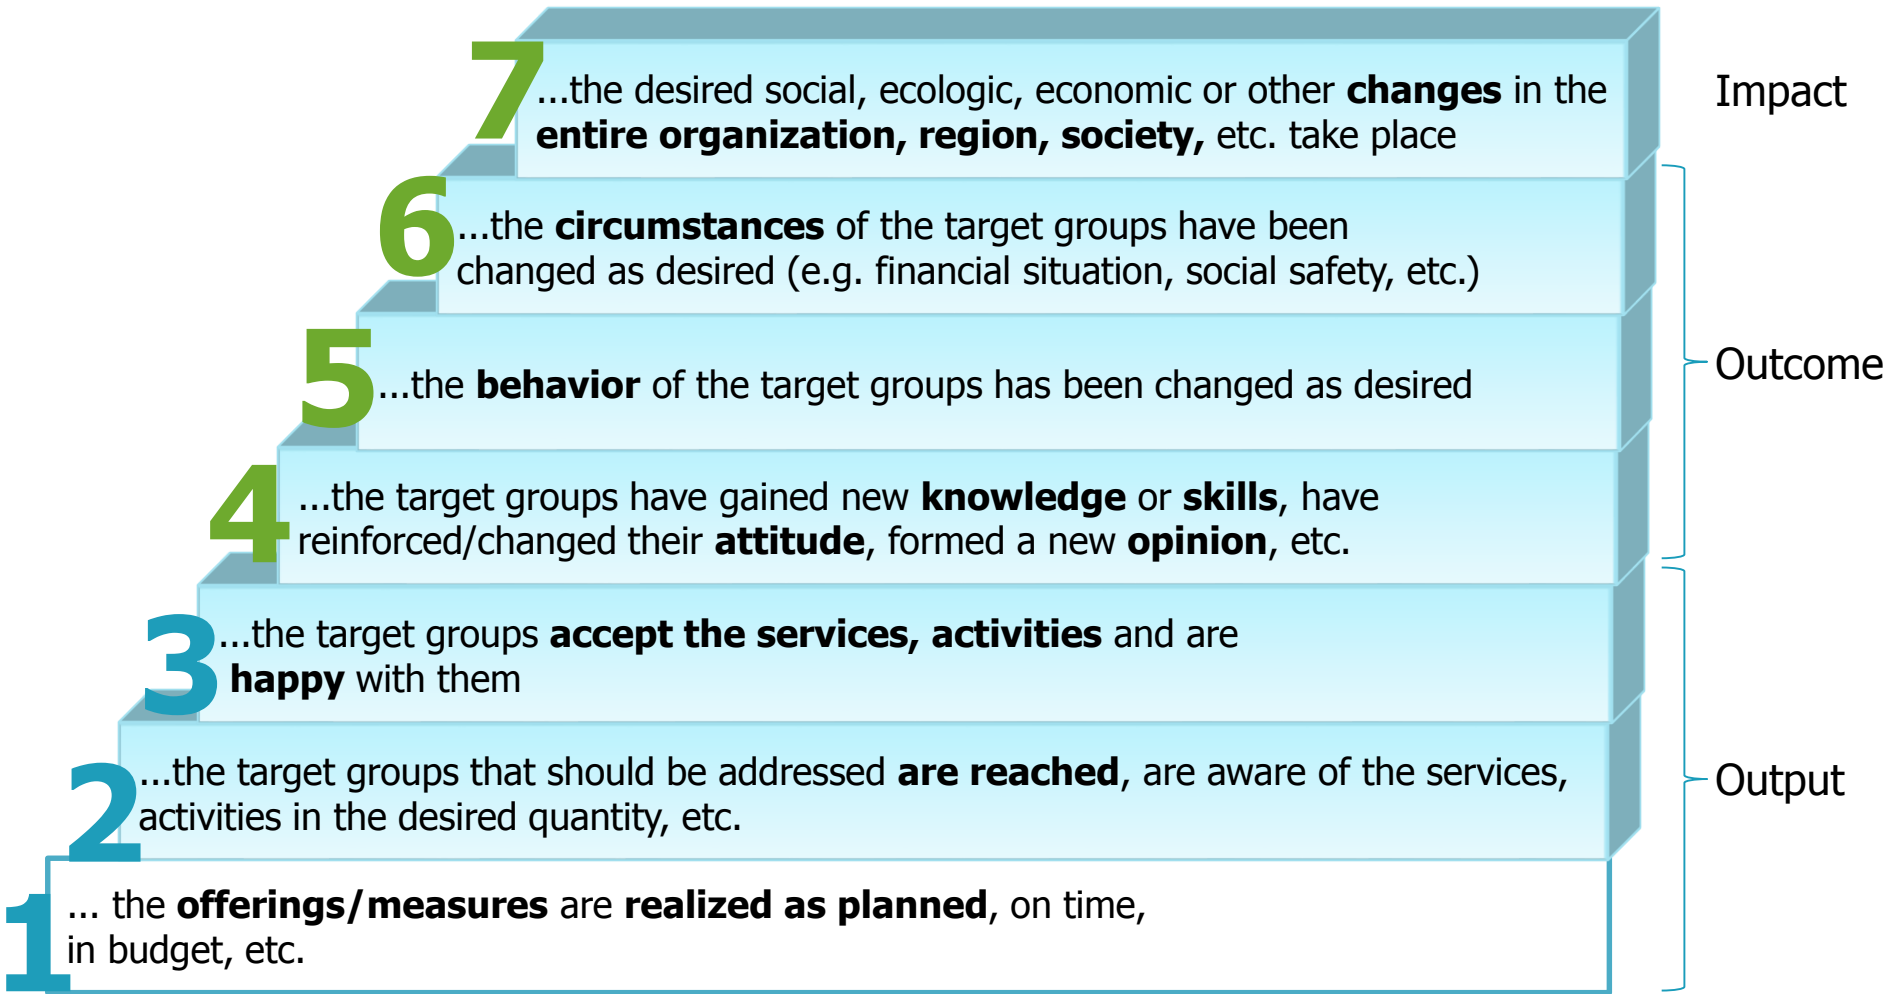 7
...the desired social, ecologic, economic or other changes in the
entire organization, region, society, etc. take place
Impact
6
...the circumstances of the target groups have been
changed as desired (e.g. financial situation, social safety, etc.)
5
...the behavior of the target groups has been changed as desired
Outcome
4
...the target groups have gained new knowledge or skills, have
reinforced/changed their attitude, formed a new opinion, etc.
3
...the target groups accept the services, activities and are
happy with them
2
...the target groups that should be addressed are reached, are aware of the services,
activities in the desired quantity, etc.
Output
1
... the offerings/measures are realized as planned, on time,
in budget, etc.